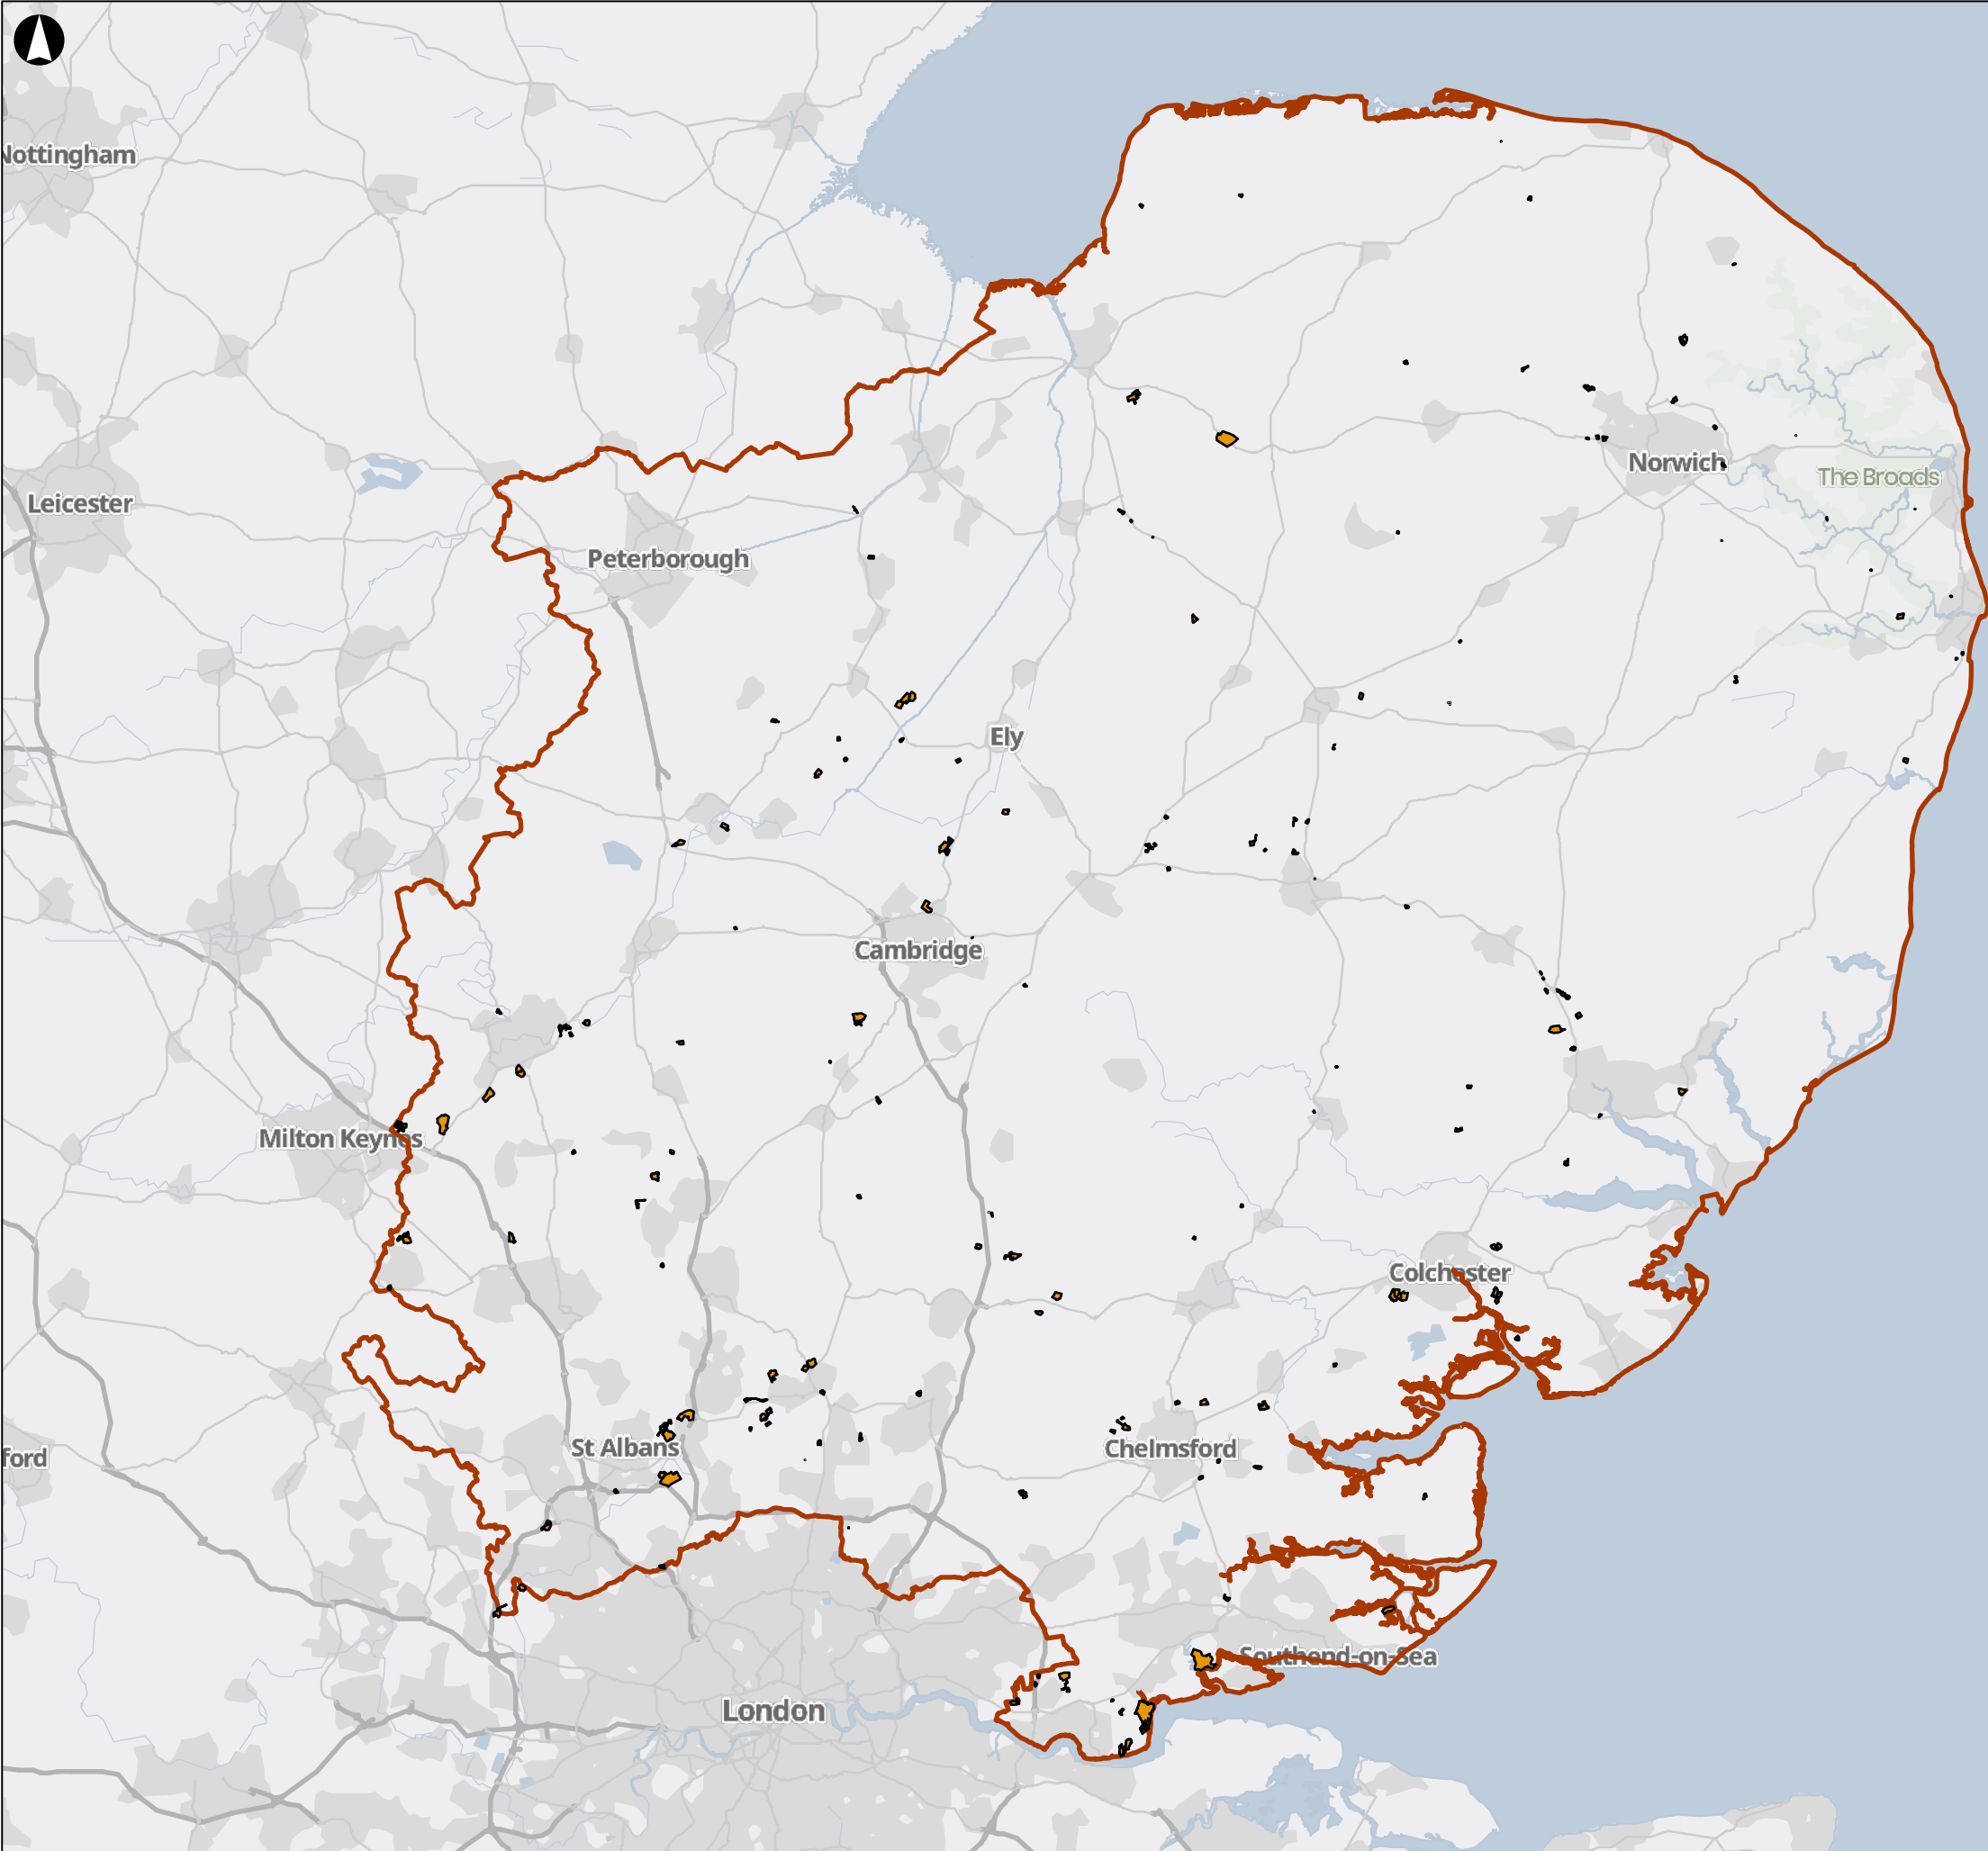 Nottingham
Norwich
The Broads
Leicester
Peterborough
Ely
Cambridge
Milton Keynes
Colchester
St Albans
Chelmsford
ford
Southend-on-Sea
London